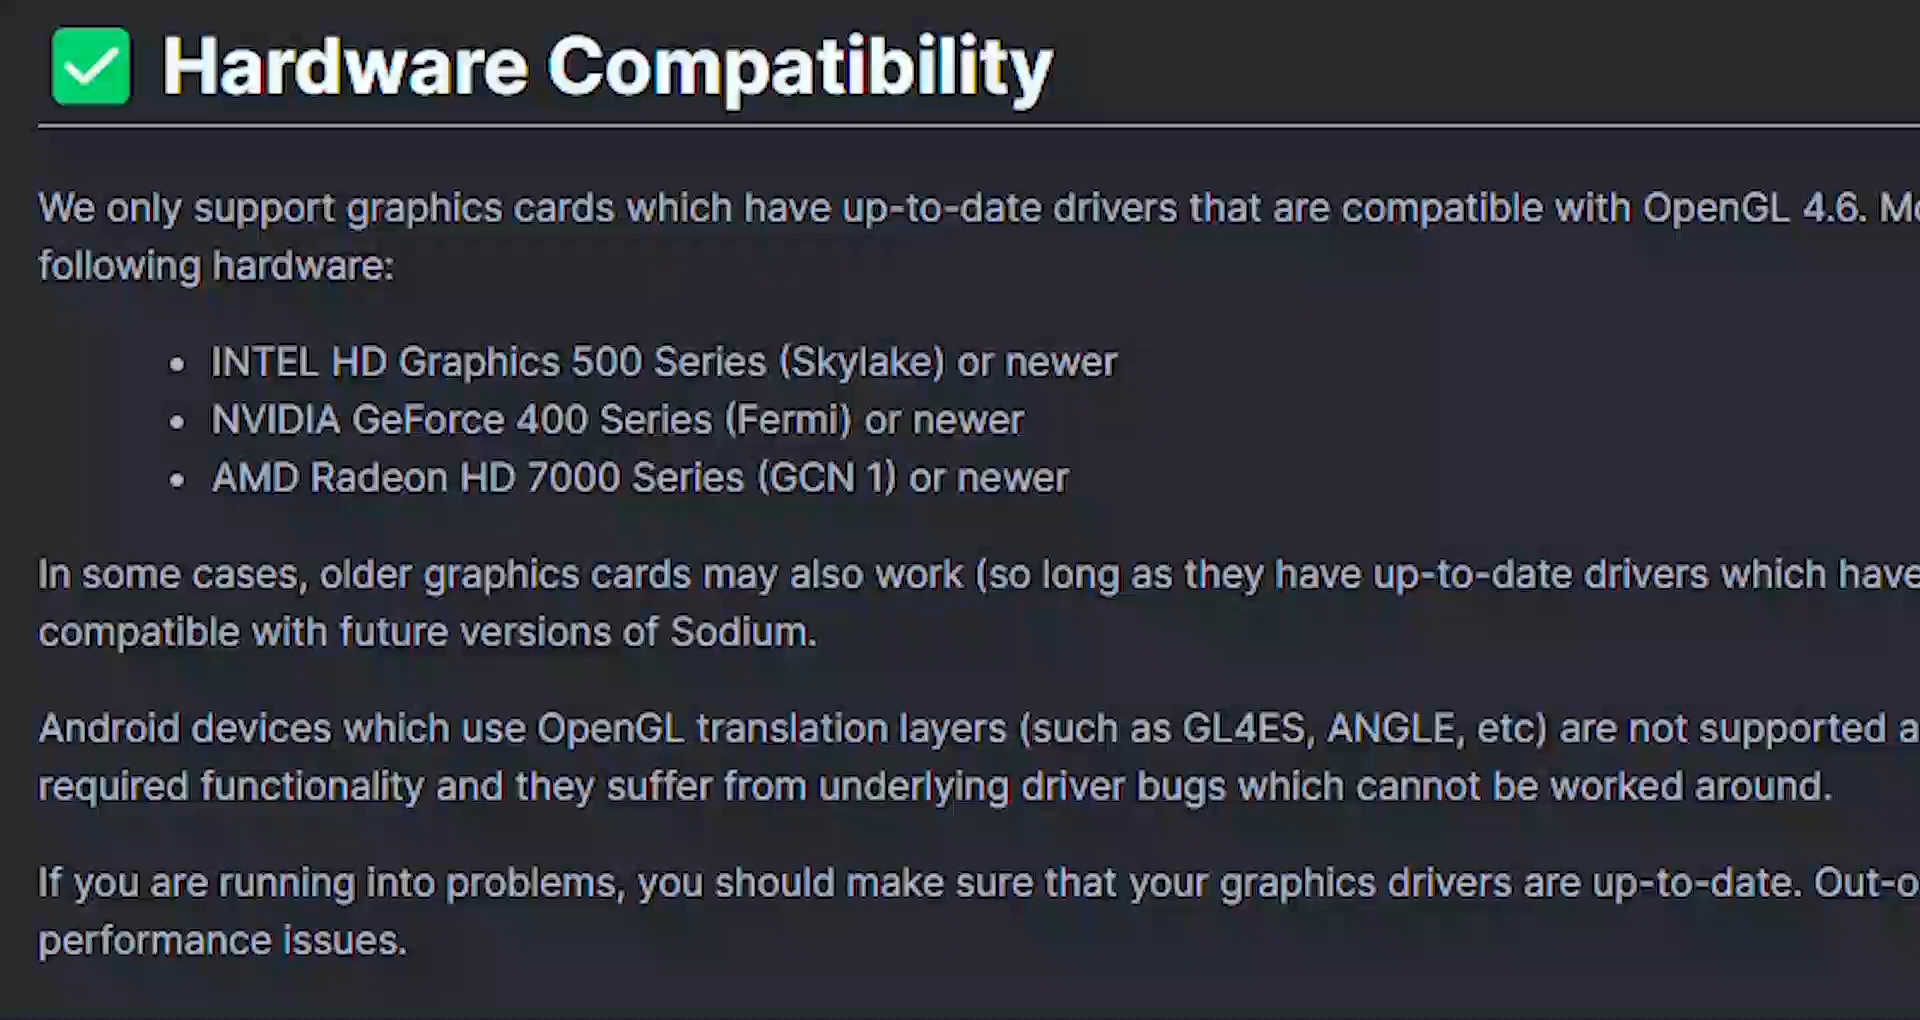 Hardware Compatibility
We only support graphics cards which have up-to-date drivers that are compatible with OpenGL 4.6.
following hardware:
• INTEL HD Graphics 500 Series (Skylake) or newer
• NVIDIA GeForce 400 Series (Fermi) or newer
• AMD Radeon HD 7000 Series (GCN 1) or newer
In some cases, older graphics cards may also work (so long as they have up-to-date drivers which have
compatible with future versions of Sodium.
Android devices which use OpenGL translation layers (such as GL4ES, ANGLE, etc) are not supported
required functionality and they suffer from underlying driver bugs which cannot be worked around.
If you are running into problems, you should make sure that your graphics drivers are up-to-date.
performance issues.